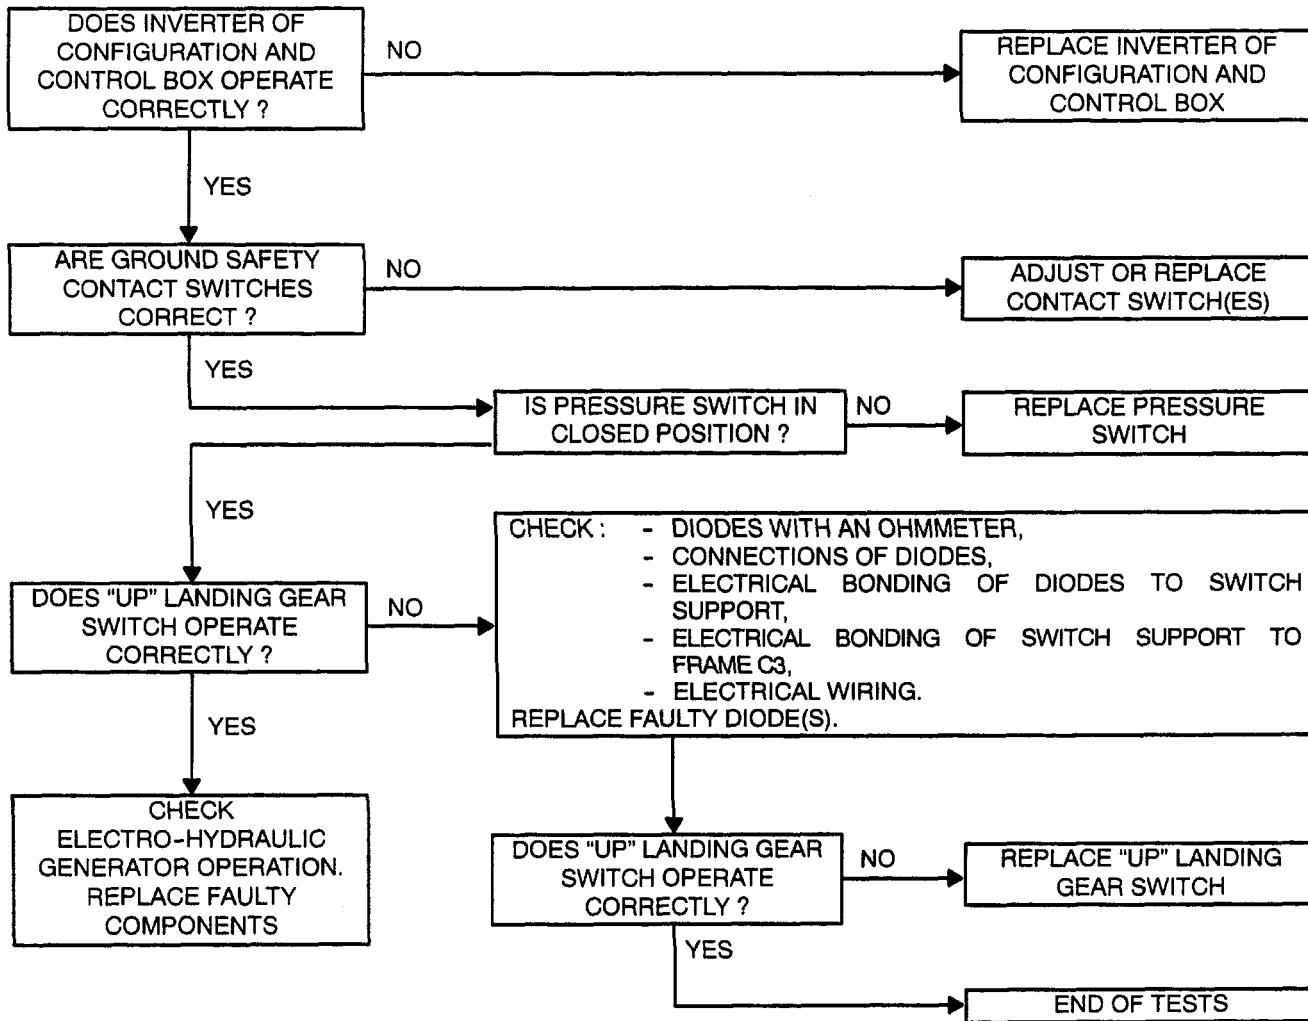 DOES INVERTER OF
CONFIGURATION AND
CONTROL BOX OPERATE
CORRECTLY ?
NO
REPLACE INVERTER OF
CONFIGURATION AND
CONTROL BOX
YES
ARE GROUND SAFETY
CONTACT SWITCHES
CORRECT ?
NO
ADJUST OR REPLACE
CONTACT SWITCH(ES)
YES
IS PRESSURE SWITCH IN
CLOSED POSITION ?
NO
REPLACE PRESSURE
SWITCH
YES
DOES “UP” LANDING GEAR
SWITCH OPERATE
CORRECTLY ?
NO
CHECK : - DIODES WITH AN OHMMETER,
- CONNECTIONS OF DIODES,
- ELECTRICAL BONDING OF DIODES TO SWITCH
SUPPORT,
- ELECTRICAL BONDING OF SWITCH SUPPORT TO
FRAME C3,
- ELECTRICAL WIRING.
REPLACE FAULTY DIODE(S).
YES
CHECK
ELECTRO-HYDRAULIC
GENERATOR OPERATION.
REPLACE FAULTY
COMPONENTS
DOES “UP” LANDING GEAR
SWITCH OPERATE
CORRECTLY ?
NO
REPLACE “UP” LANDING
GEAR SWITCH
YES
END OF TESTS